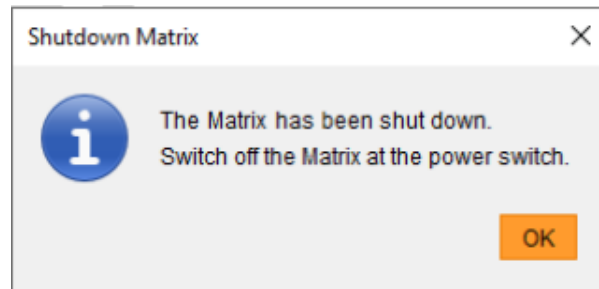 Shutdown Matrix
The Matrix has been shut down.
Switch off the Matrix at the power switch.
OK